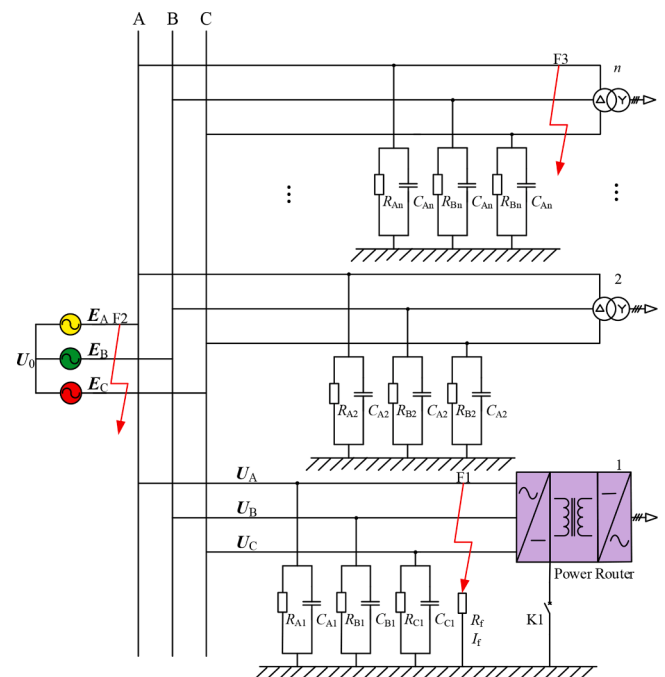 A B C
F3 n
R_An C_An R_Bn C_An R_Bn C_An
⋮ ⋮
2
E_A F2
U_0 E_B
E_C
R_A2 C_A2 R_B2 C_A2 R_B2 C_A2
U_A F1 1
U_B
U_C
Power Router
R_A1 C_A1 R_B1 C_B1 R_C1 C_C1 R_f K1
I_f